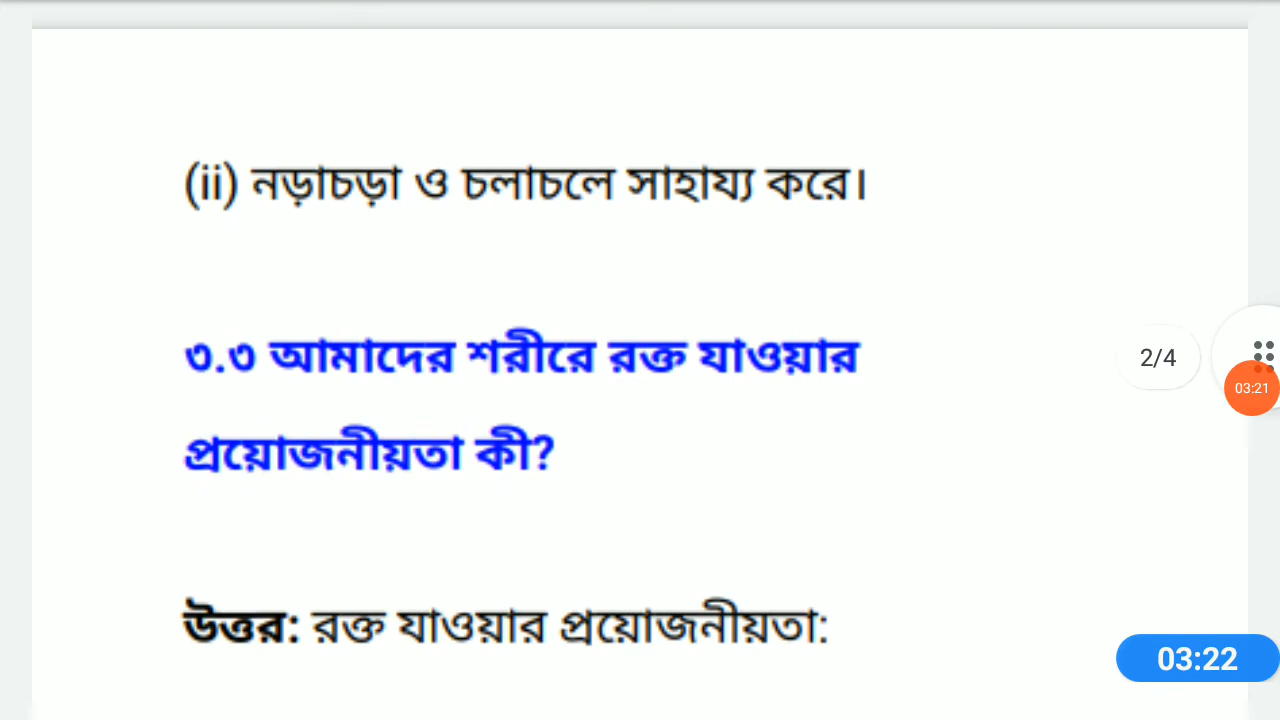 (ii) নড়াচড়া ও চলাচলে সাহায্য করে।
৩.৩ আমাদের শরীরে রক্ত যাওয়ার
2/4
03:21
প্রয়োজনীয়তা কী?
উত্তর: রক্ত যাওয়ার প্রয়োজনীয়তা:
03:22